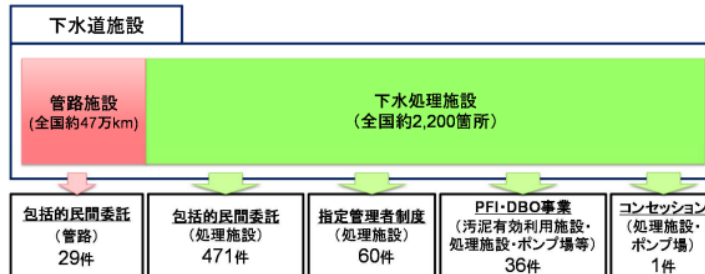 下水道施設
管路施設
(全国約47万km)
下水処理施設
(全国約2,200箇所)
包括的民間委託
(管路)
29件
包括的民間委託
(処理施設)
471件
指定管理者制度
(処理施設)
60件
PFI・DBO事業
(汚泥有効利用施設・
処理施設・ポンプ場等)
36件
コンセッション
(処理施設・
ポンプ場)
1件